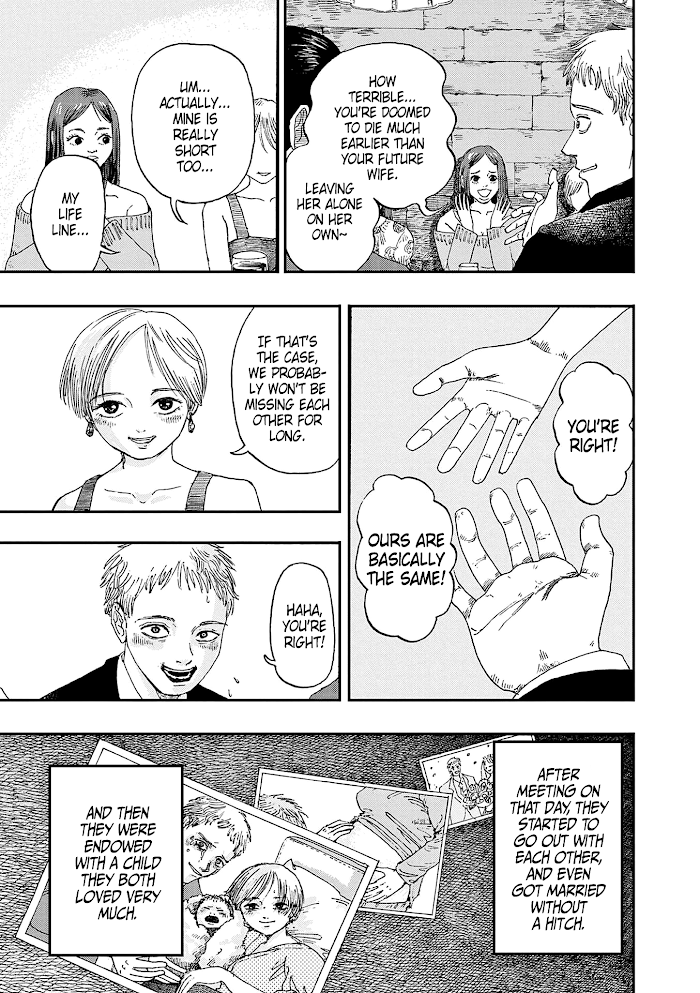 HOW
TERRIBLE...
YOU'RE DOOMED
TO DIE MUCH
EARLIER THAN
YOUR FUTURE
WIFE.
LEAVING
HER ALONE
ON HER
OWN~
UM...
ACTUALLY...
MINE IS
REALLY
SHORT
TOO...
MY
LIFE
LINE...
YOU'RE
RIGHT!
OURS ARE
BASICALLY
THE SAME!
IF THAT'S
THE CASE,
WE PROBAB-
LY WON'T BE
MISSING EACH
OTHER FOR
LONG.
HAHA,
YOU'RE
RIGHT!
AFTER
MEETING ON
THAT DAY, THEY
STARTED TO
GO OUT WITH
EACH OTHER,
AND EVEN
GOT MARRIED
WITHOUT
A HITCH.
AND THEN
THEY WERE
ENDOWED
WITH A CHILD
THEY BOTH
LOVED VERY
MUCH.